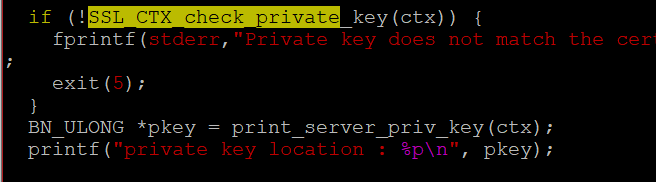 if (!SSL_CTX_check_private_key(ctx)) {
fprintf(stderr,"Private key does not match the
;
exit(5);
}
BN_ULONG *pkey = print_server_priv_key(ctx);
printf("private key location : %p\n", pkey);